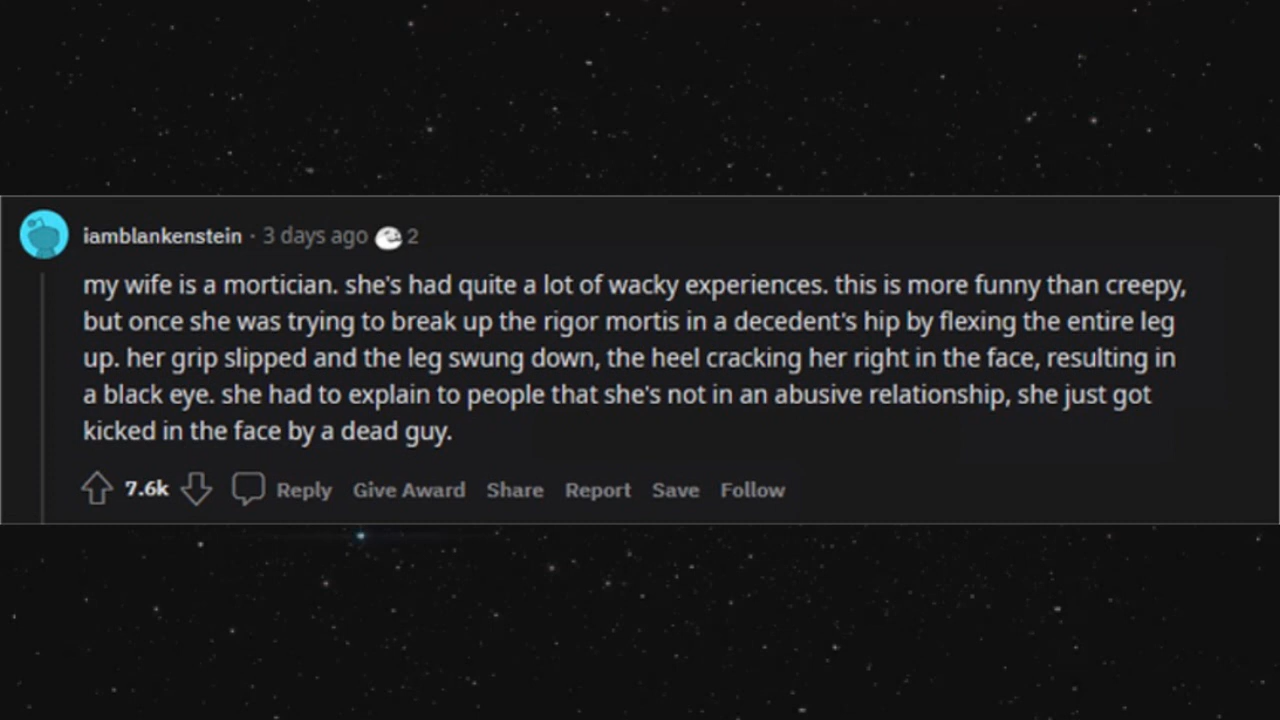 iamblankenstein · 3 days ago 2
my wife is a mortician. she's had quite a lot of wacky experiences. this is more funny than creepy,
but once she was trying to break up the rigor mortis in a decedent's hip by flexing the entire leg
up. her grip slipped and the leg swung down, the heel cracking her right in the face, resulting in
a black eye. she had to explain to people that she's not in an abusive relationship, she just got
kicked in the face by a dead guy.
7.6k Reply Give Award Share Report Save Follow